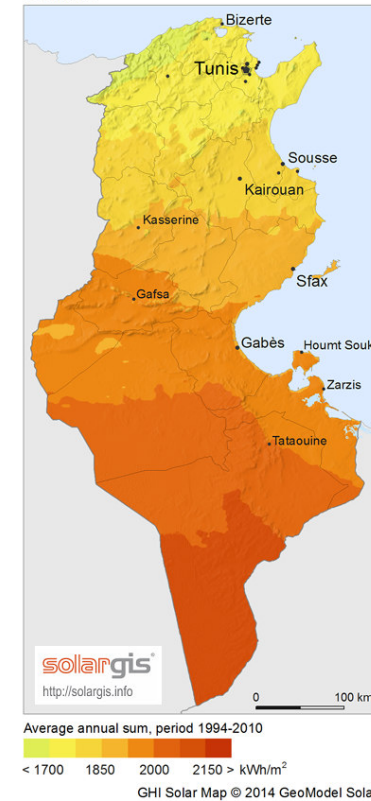 Bizerte
Tunis
Sousse
Kairouan
Kasserine
Sfax
Gafsa
Gabès
Houmt Souk
Zarzis
Tataouine
solargis
http://solargis.info
0 100 km
Average annual sum, period 1994-2010
< 1700 1850 2000 2150 > kWh/m²
GHI Solar Map © 2014 GeoModel Sola